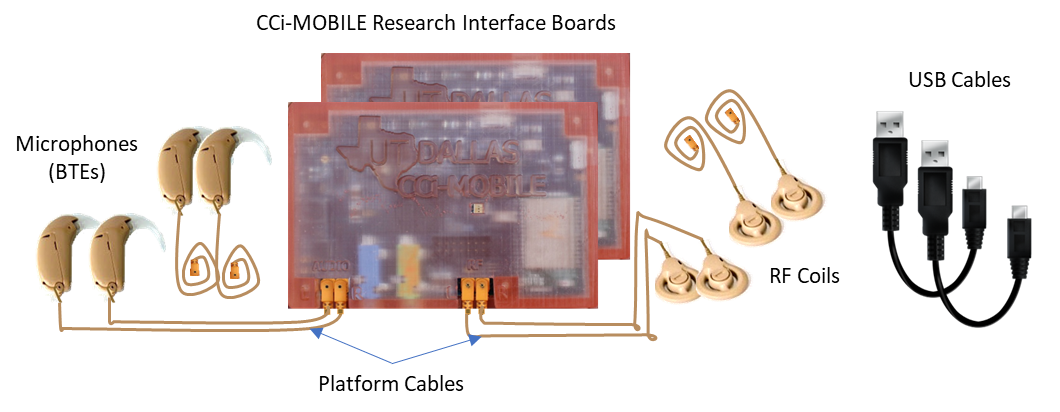 CCi-MOBILE Research Interface Boards
USB Cables
Microphones
(BTEs)
UT DALLAS
CCi-MOBILE
AUDIO
RF
RF Coils
Platform Cables